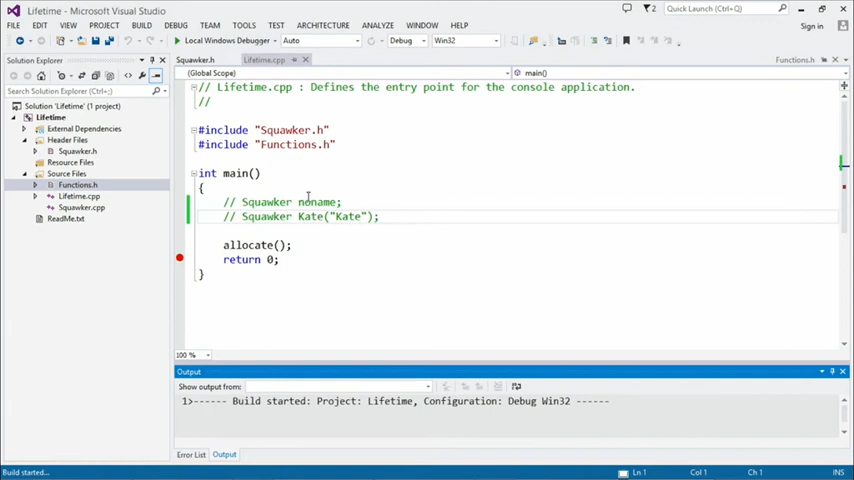 Lifetime - Microsoft Visual Studio
2
Quick Launch (Ctrl+Q)
FILE EDIT VIEW PROJECT BUILD DEBUG TEAM TOOLS TEST ARCHITECTURE ANALYZE WINDOW HELP
Sign in
Local Windows Debugger Auto Debug Win32
Solution Explorer
Squawker.h Lifetime.cpp Functions.h
(Global Scope) main()
Search Solution Explorer (Ctrl+;)
Solution 'Lifetime' (1 project)
Lifetime
External Dependencies
Header Files
Squawker.h
Resource Files
Source Files
Functions.h
Lifetime.cpp
Squawker.cpp
ReadMe.txt
// Lifetime.cpp : Defines the entry point for the console application.
//
#include "Squawker.h"
#include "Functions.h"
int main()
{
// Squawker noname;
// Squawker Kate("Kate");
allocate();
return 0;
}
100 %
Output
Show output from:
1>------ Build started: Project: Lifetime, Configuration: Debug Win32 ------
Error List Output
Build started... Ln 1 Col 1 Ch 1 INS